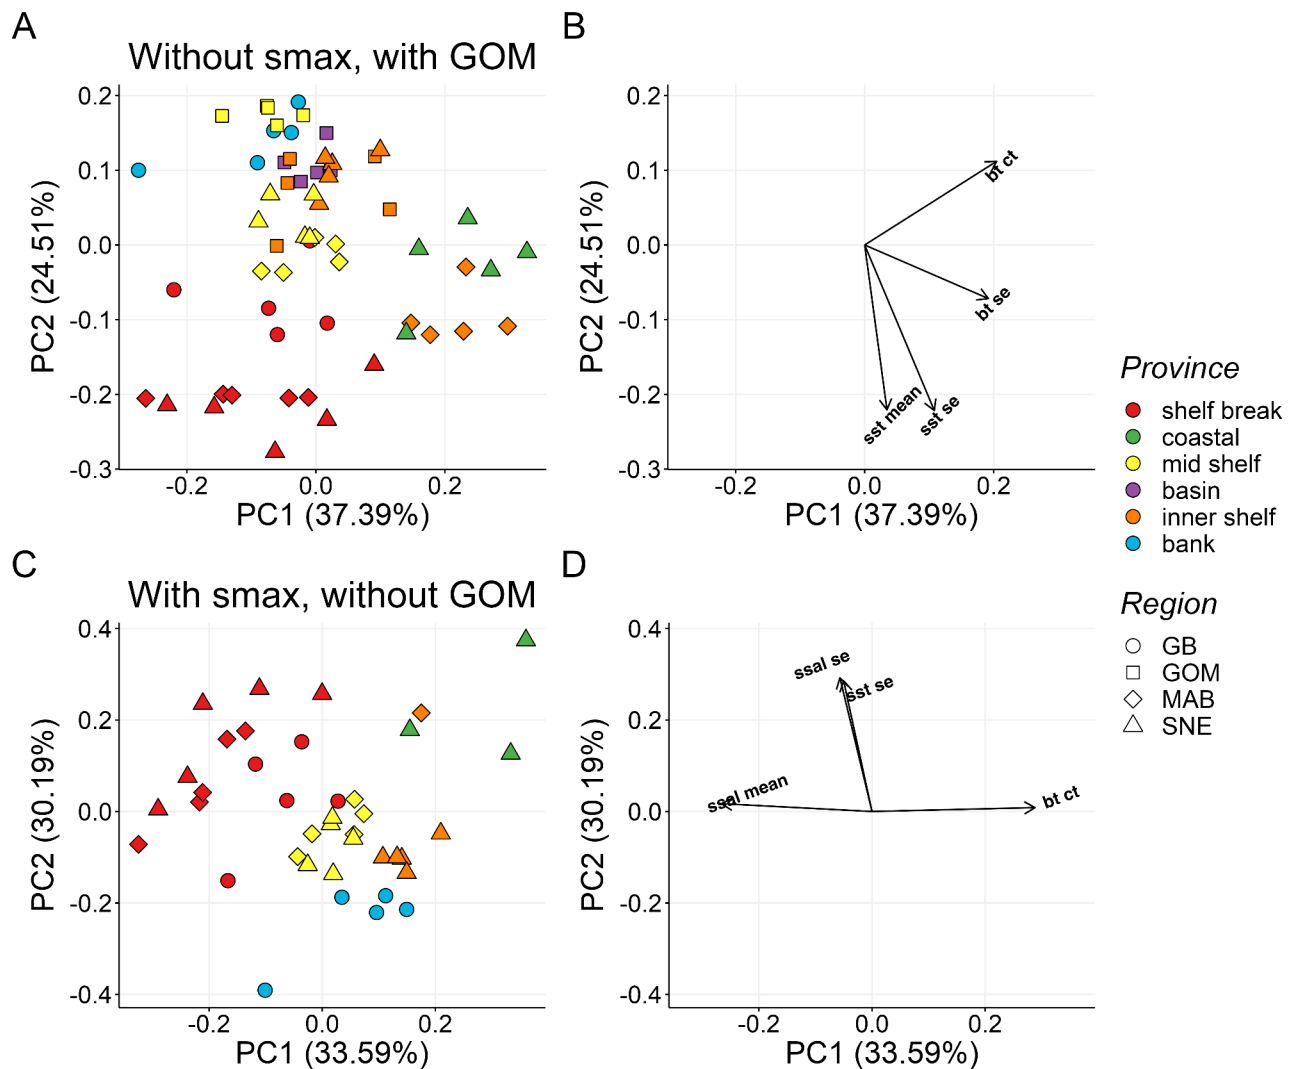 A
B
Without smax, with GOM
0.2
0.1
0.0
-0.1
-0.2
-0.3
PC2 (24.51%)
-0.2
0.0
0.2
PC1 (37.39%)
0.2
0.1
0.0
-0.1
-0.2
-0.3
PC2 (24.51%)
bt ct
bt se
sst mean
sst se
-0.2
0.0
0.2
PC1 (37.39%)
Province
shelf break
coastal
mid shelf
basin
inner shelf
bank
Region
GB
GOM
MAB
SNE
C
D
With smax, without GOM
0.4
0.2
0.0
-0.2
-0.4
PC2 (30.19%)
-0.2
0.0
0.2
PC1 (33.59%)
0.4
0.2
0.0
-0.2
-0.4
PC2 (30.19%)
ssal se
sst se
ssal mean
bt ct
-0.2
0.0
0.2
PC1 (33.59%)